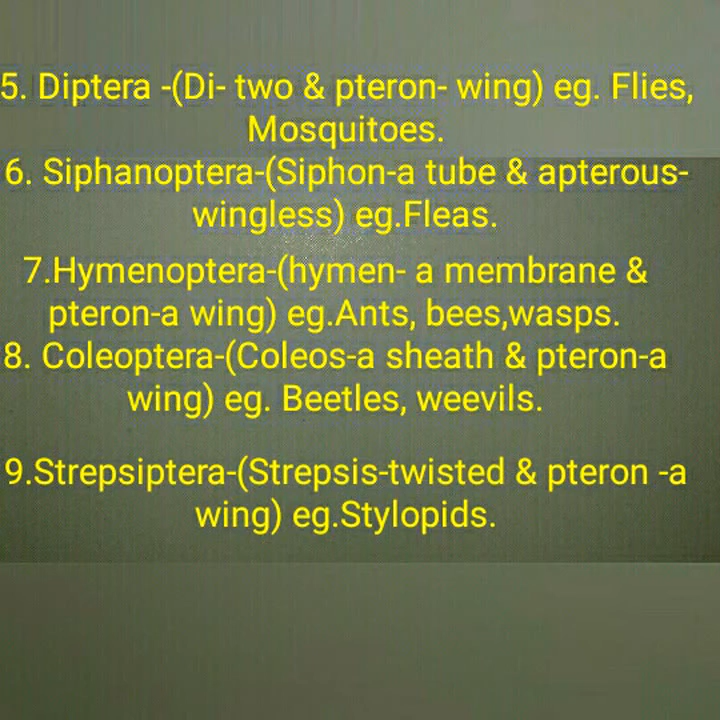 5. Diptera -(Di- two & pteron- wing) eg. Flies,
Mosquitoes.
6. Siphanoptera-(Siphon-a tube & apterous-
wingless) eg.Fleas.
7.Hymenoptera-(hymen- a membrane &
pteron-a wing) eg.Ants, bees,wasps.
8. Coleoptera-(Coleos-a sheath & pteron-a
wing) eg. Beetles, weevils.
9.Strepsiptera-(Strepsis-twisted & pteron -a
wing) eg.Stylopids.